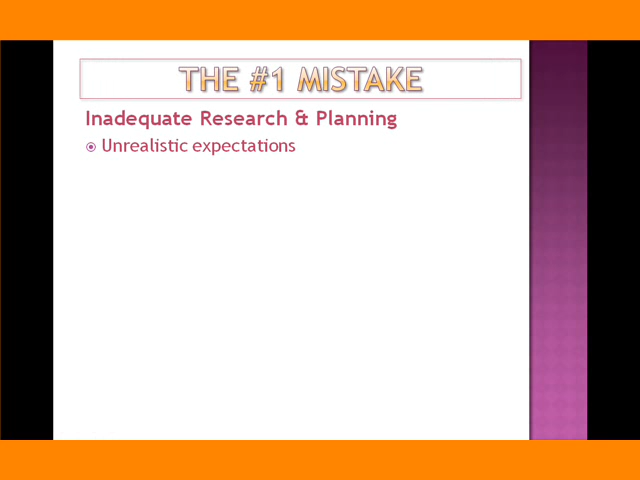 THE #1 MISTAKE
Inadequate Research & Planning
Unrealistic expectations